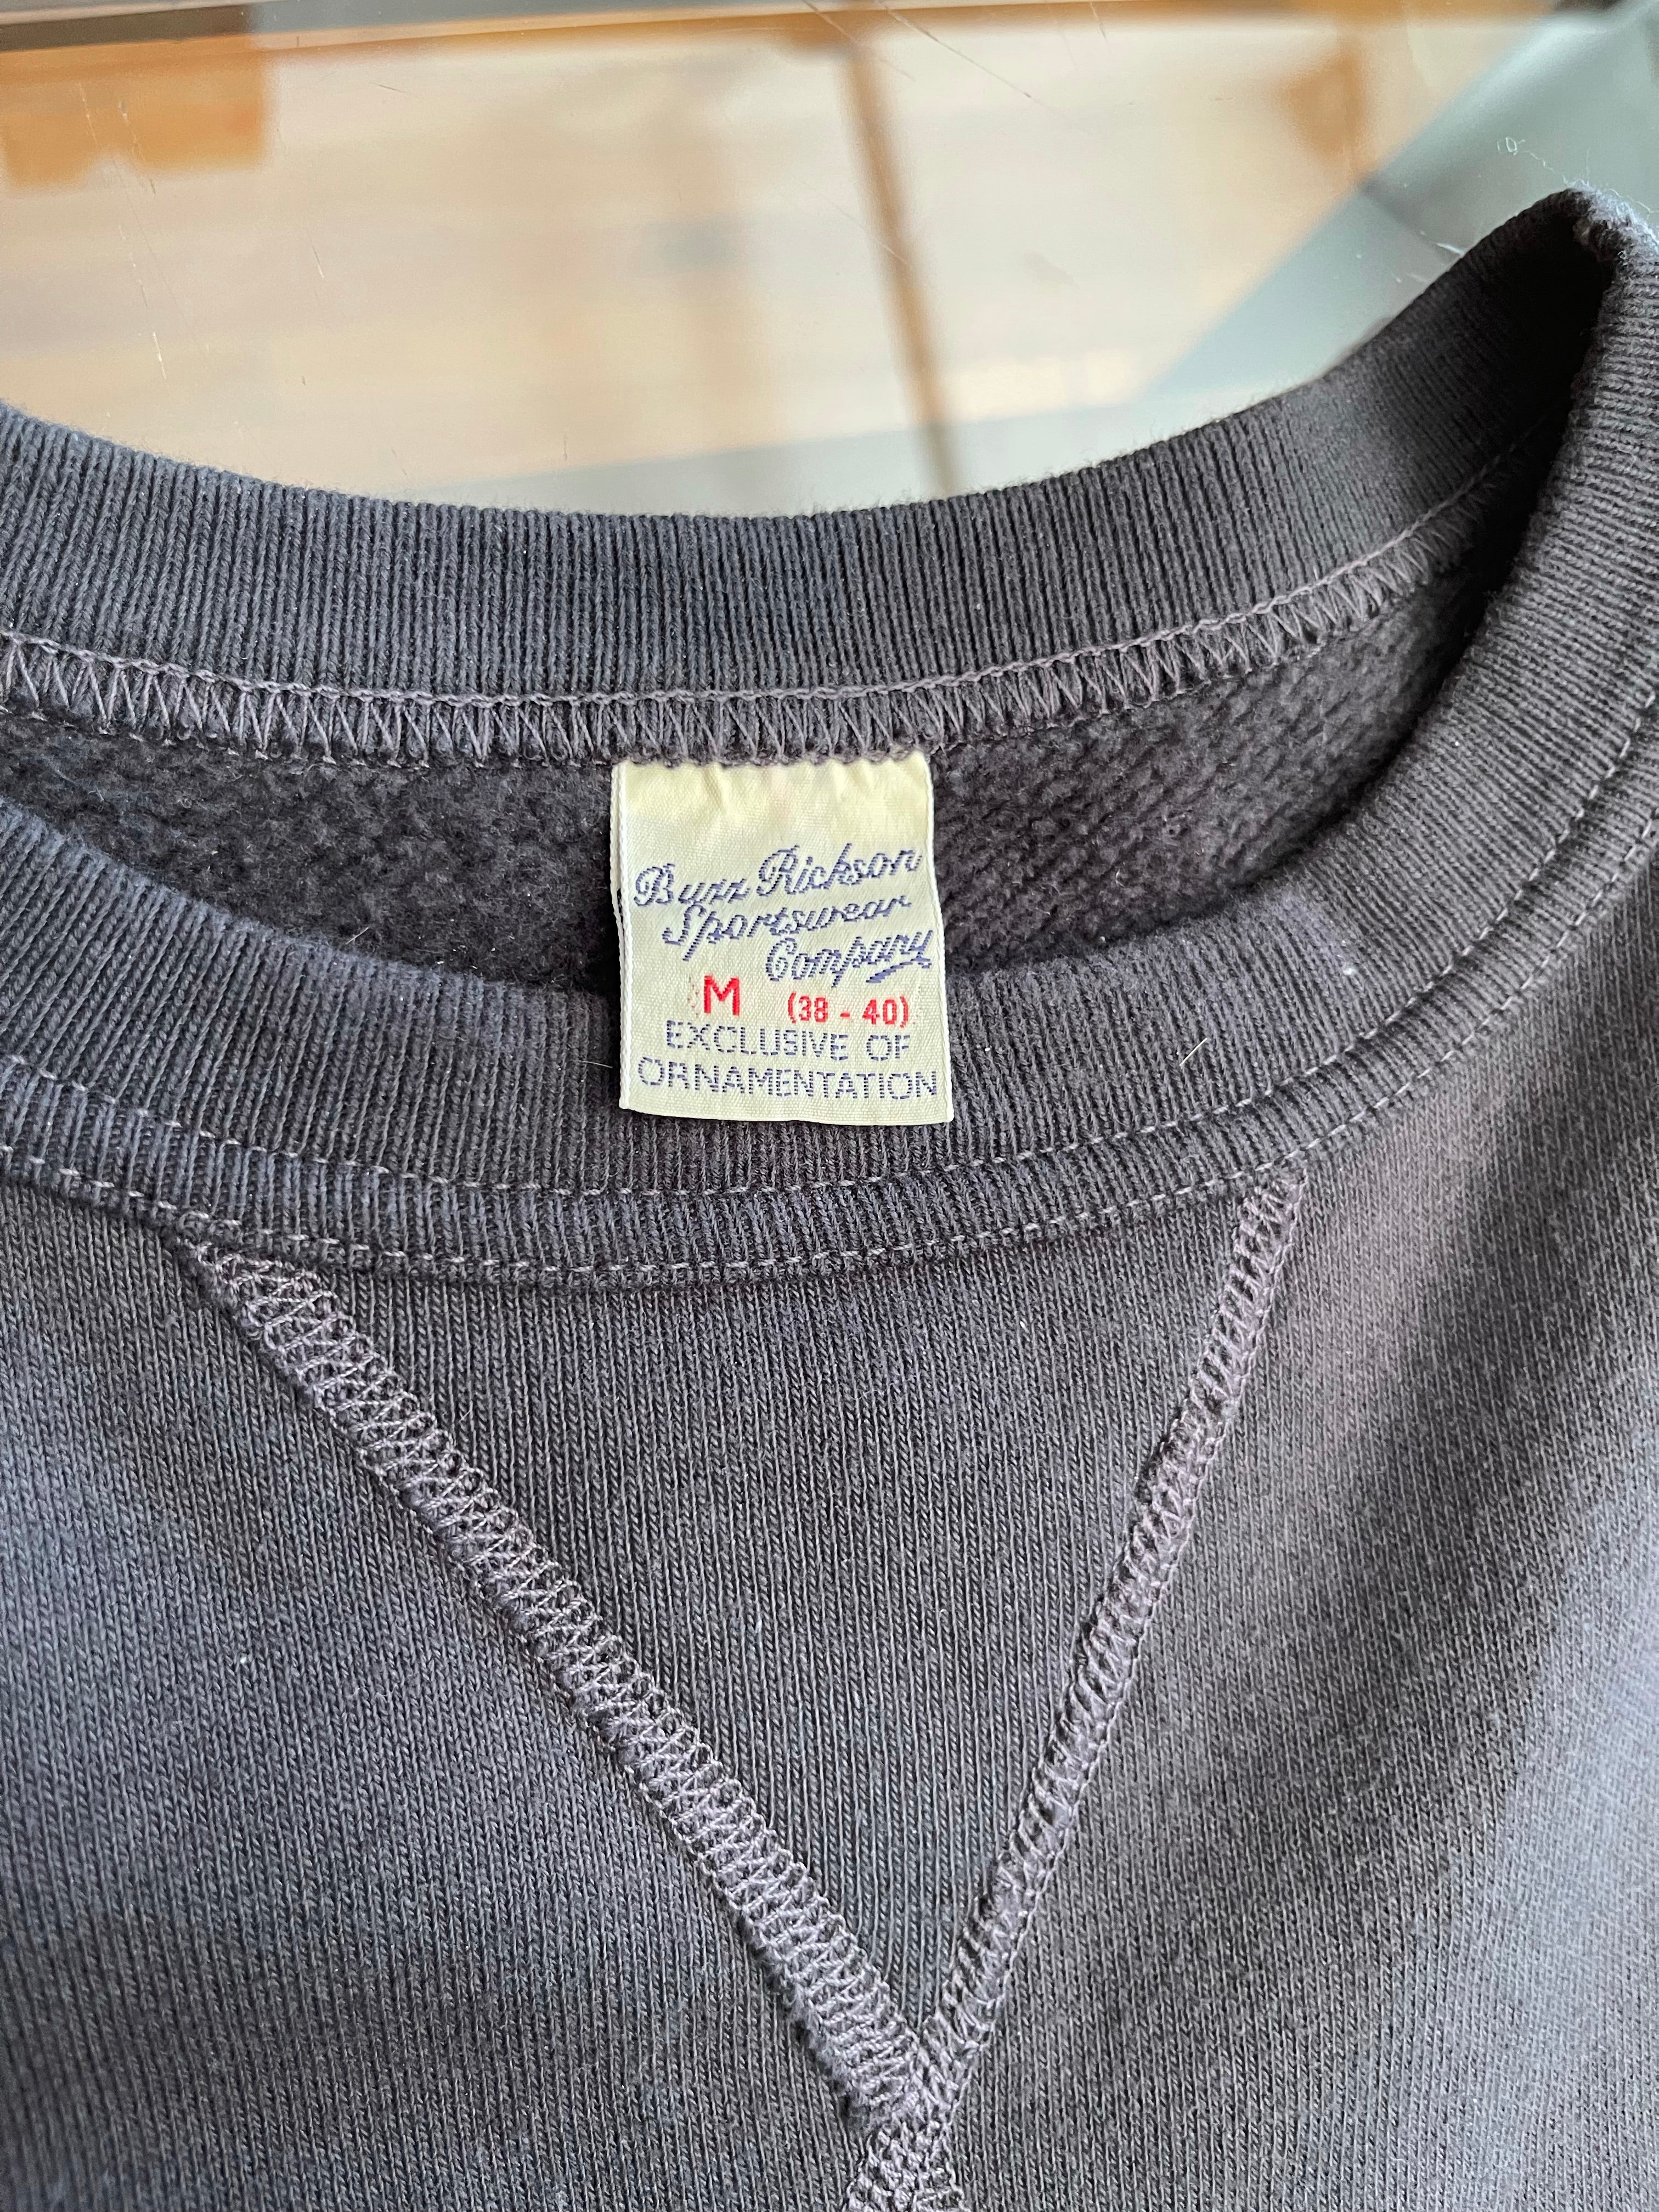 Buzz Rickson
Sportswear
Company
M (38 - 40)
EXCLUSIVE OF
ORNAMENTATION